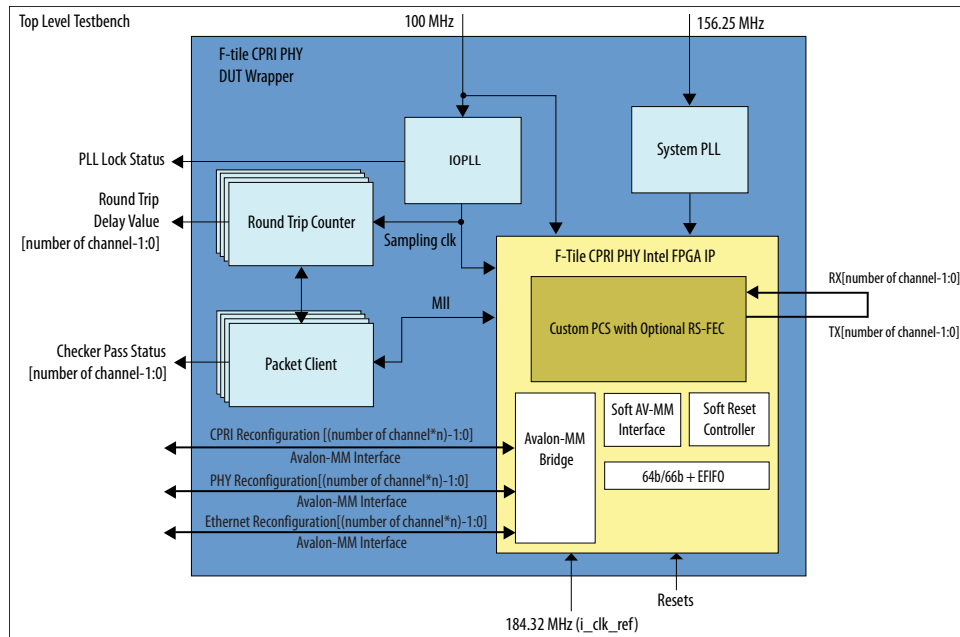 Top Level Testbench
100 MHz
156.25 MHz
F-tile CPRI PHY
DUT Wrapper
IOPLL
System PLL
PLL Lock Status
Round Trip
Delay Value
[number of channel-1:0]
Round Trip Counter
Sampling clk
F-Tile CPRI PHY Intel FPGA IP
RX[number of channel-1:0]
MII
Custom PCS with Optional RS-FEC
TX[number of channel-1:0]
Checker Pass Status
[number of channel-1:0]
Packet Client
Avalon-MM
Bridge
Soft AV-MM
Interface
Soft Reset
Controller
CPRI Reconfiguration [(number of channel*n)-1:0]
Avalon-MM Interface
64b/66b + EFIFO
PHY Reconfiguration[(number of channel*n)-1:0]
Avalon-MM Interface
Ethernet Reconfiguration[(number of channel*n)-1:0]
Avalon-MM Interface
Resets
184.32 MHz (i_clk_ref)